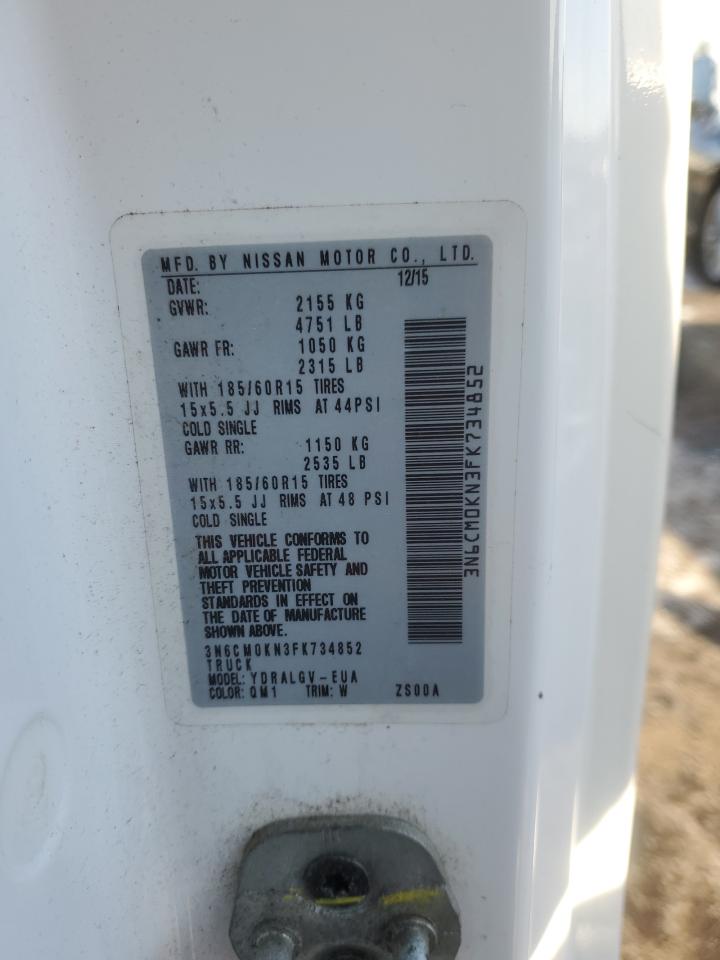 MFD. BY NISSAN MOTOR CO., LTD.
DATE: 12/15
GVWR: 2155 KG
4751 LB
GAWR FR: 1050 KG
2315 LB
WITH 185/60R15 TIRES
15x5.5 JJ RIMS AT 44PSI
COLD SINGLE
GAWR RR: 1150 KG
2535 LB
WITH 185/60R15 TIRES
15x5.5 JJ RIMS AT 48 PSI
COLD SINGLE
THIS VEHICLE CONFORMS TO
ALL APPLICABLE FEDERAL
MOTOR VEHICLE SAFETY AND
THEFT PREVENTION
STANDARDS IN EFFECT ON
THE DATE OF MANUFACTURE
SHOWN ABOVE.
3N6CM0KN3FK734852
TRUCK
MODEL: YDRALGV-EUA
COLOR: QM1 TRIM: W ZS00A
3N6CM0KN3FK734852